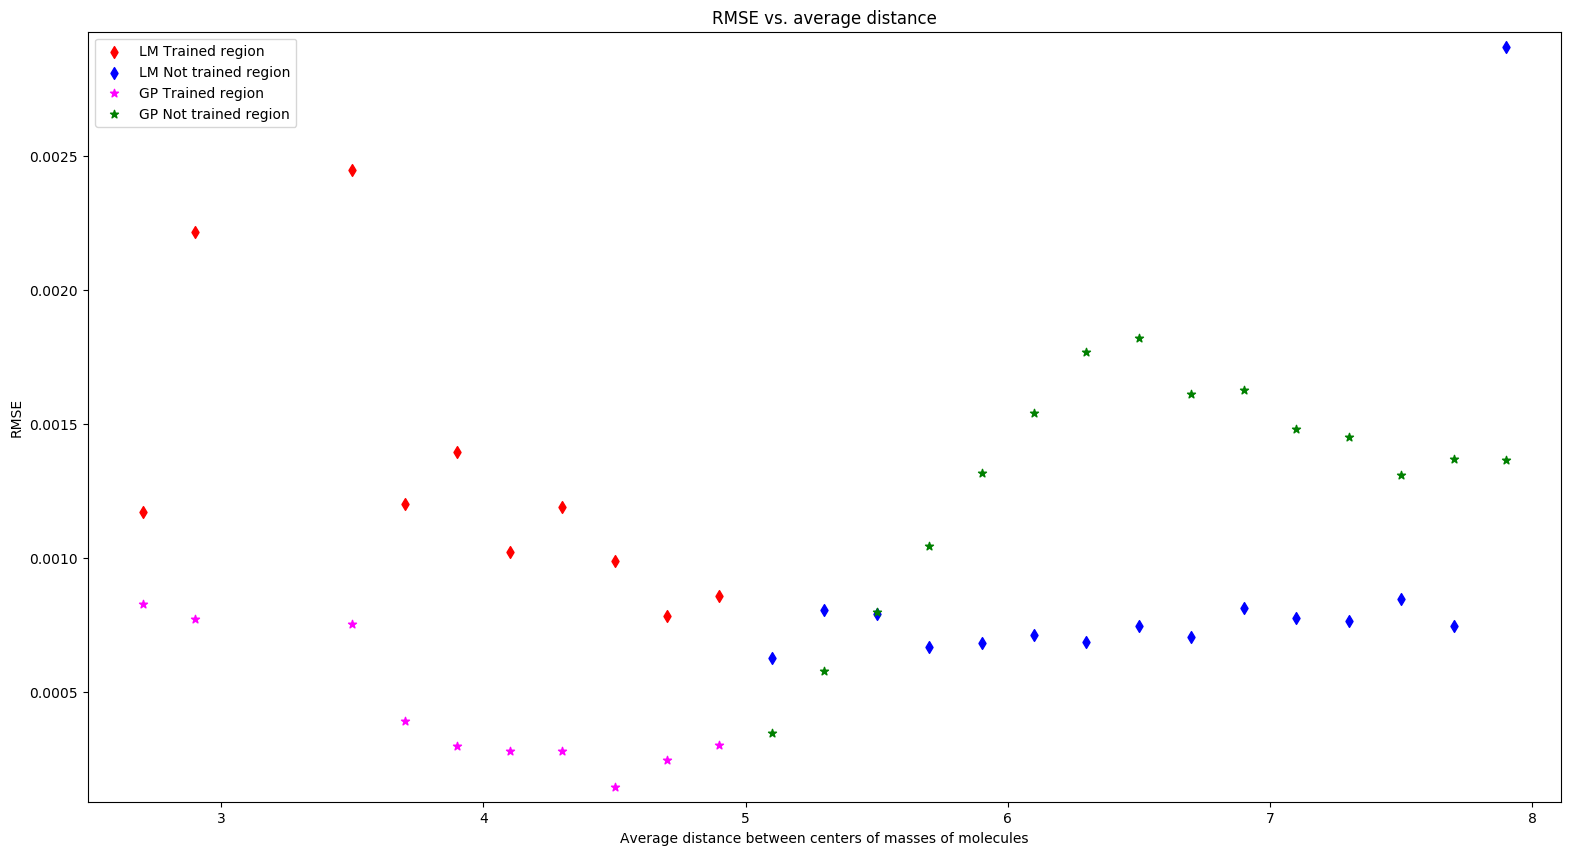 RMSE vs. average distance
LM Trained region
LM Not trained region
GP Trained region
GP Not trained region
0.0025
0.0020
0.0015
0.0010
0.0005
RMSE
3 4 5 6 7 8
Average distance between centers of masses of molecules